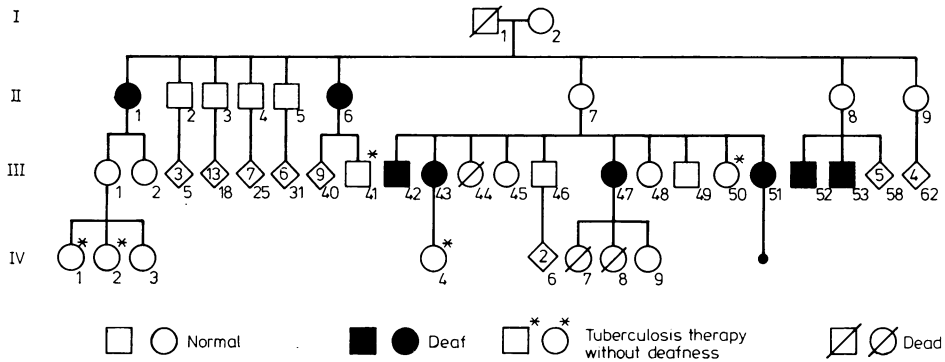 I
1 2
II
1 2 3 4 5 6 7 8 9
III
1 2 3 5 13 18 7 25 6 31 9 40 * 41 42 43 44 45 46 47 48 49 * 50 51 52 53 5 58 4 62
IV
* 1 * 2 3 * 4 2 6 7 8 9
Normal Deaf * * Tuberculosis therapy Dead
without deafness